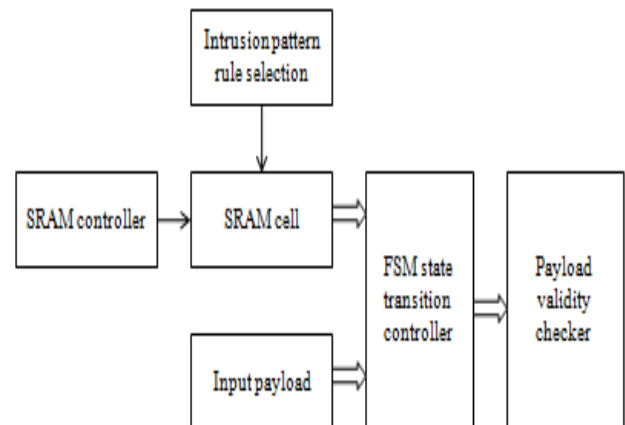 Intrusion pattern
rule selection
SRAM controller
SRAM cell
FSM state
transition
controller
Payload
validity
checker
Input payload